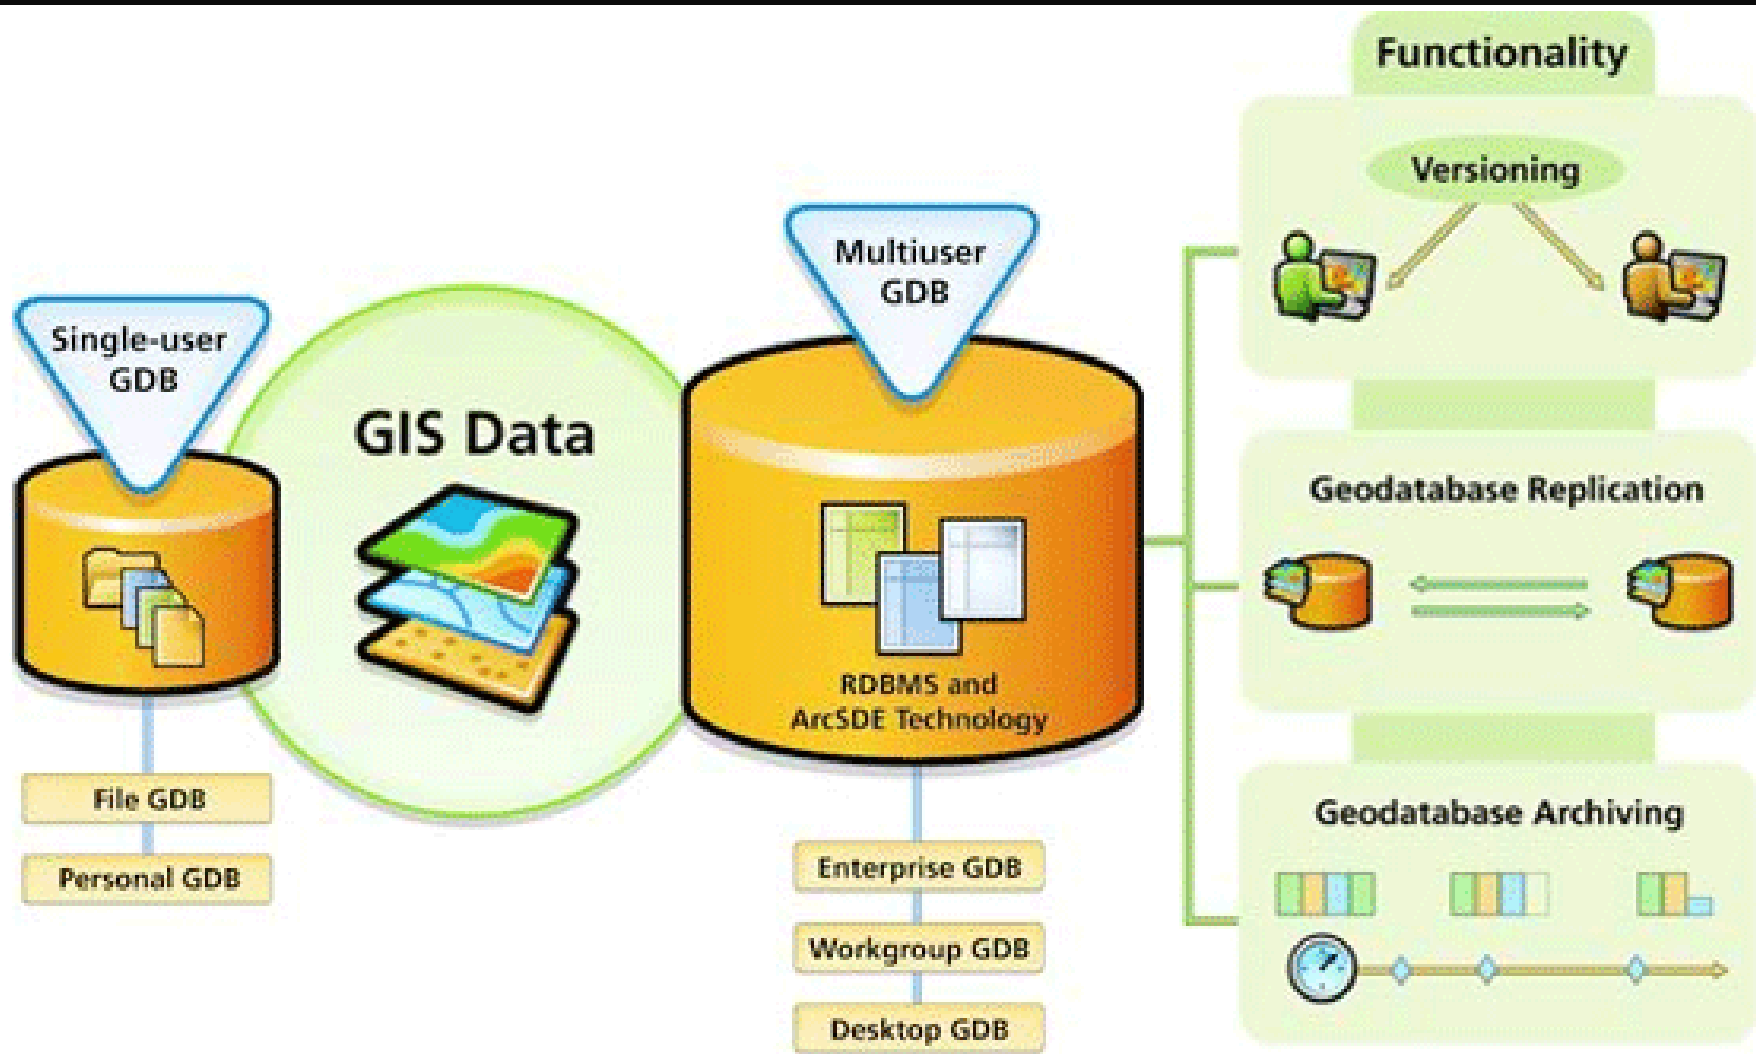 Functionality
Versioning
Multiuser
GDB
Single-user
GDB
GIS Data
Geodatabase Replication
RDBMS and
ArcSDE Technology
File GDB
Personal GDB
Geodatabase Archiving
Enterprise GDB
Workgroup GDB
Desktop GDB